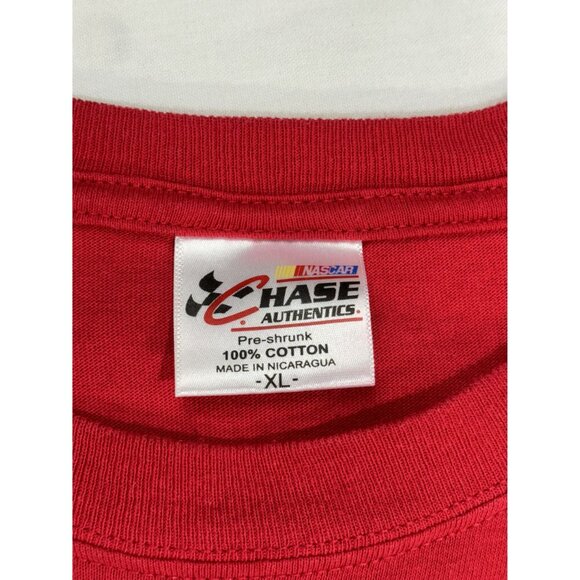 NASCAR
CHASE
AUTHENTICS.
Pre-shrunk
100% COTTON
MADE IN NICARAGUA
-XL-